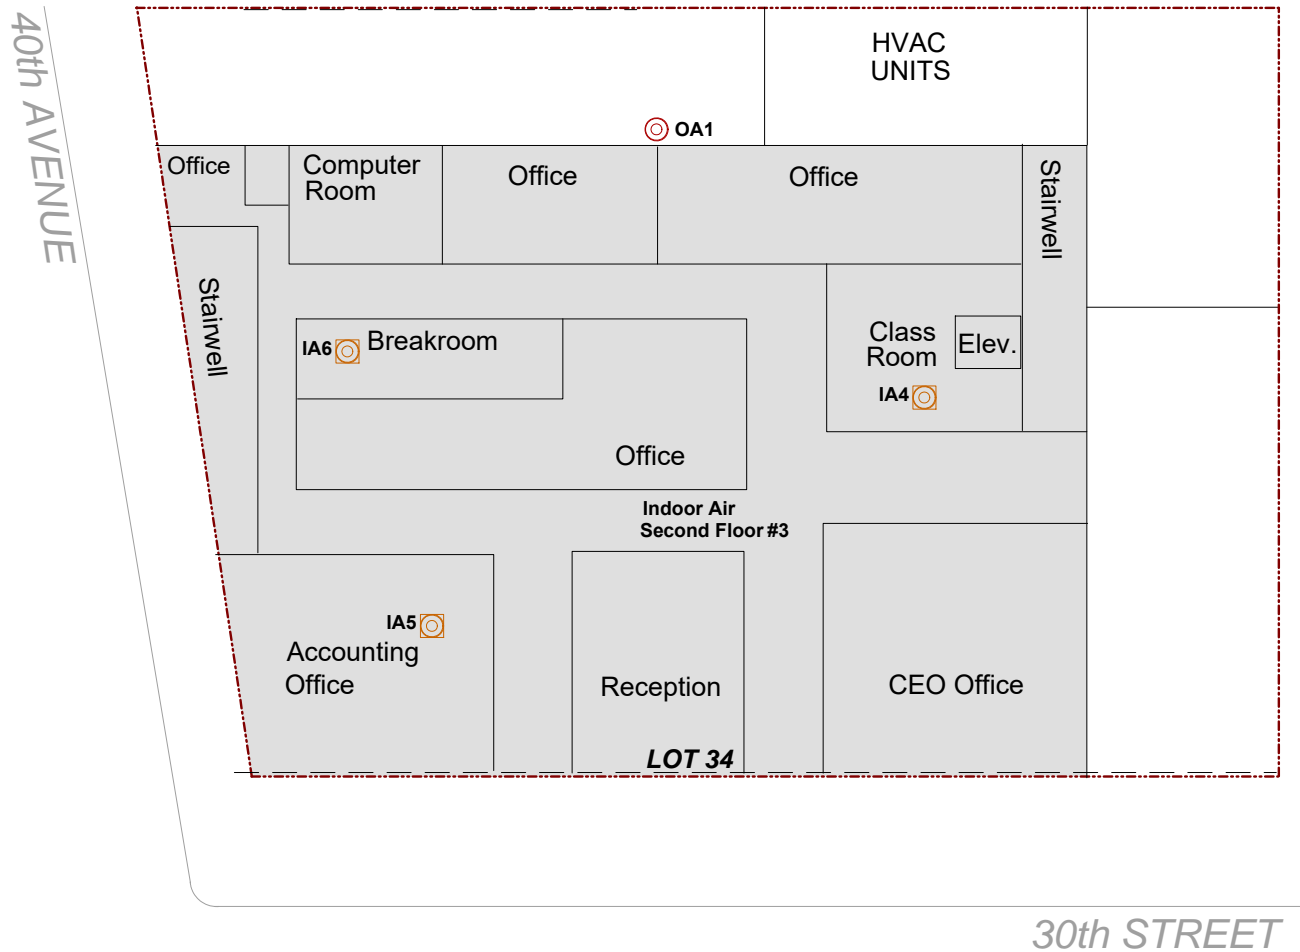 40th AVENUE
HVAC
UNITS
OA1
Office
Computer
Room
Office
Office
Stairwell
Stairwell
IA6
Breakroom
Class
Room
Elev.
IA4
Office
Indoor Air
Second Floor #3
IA5
Accounting
Office
Reception
CEO Office
LOT 34
30th STREET